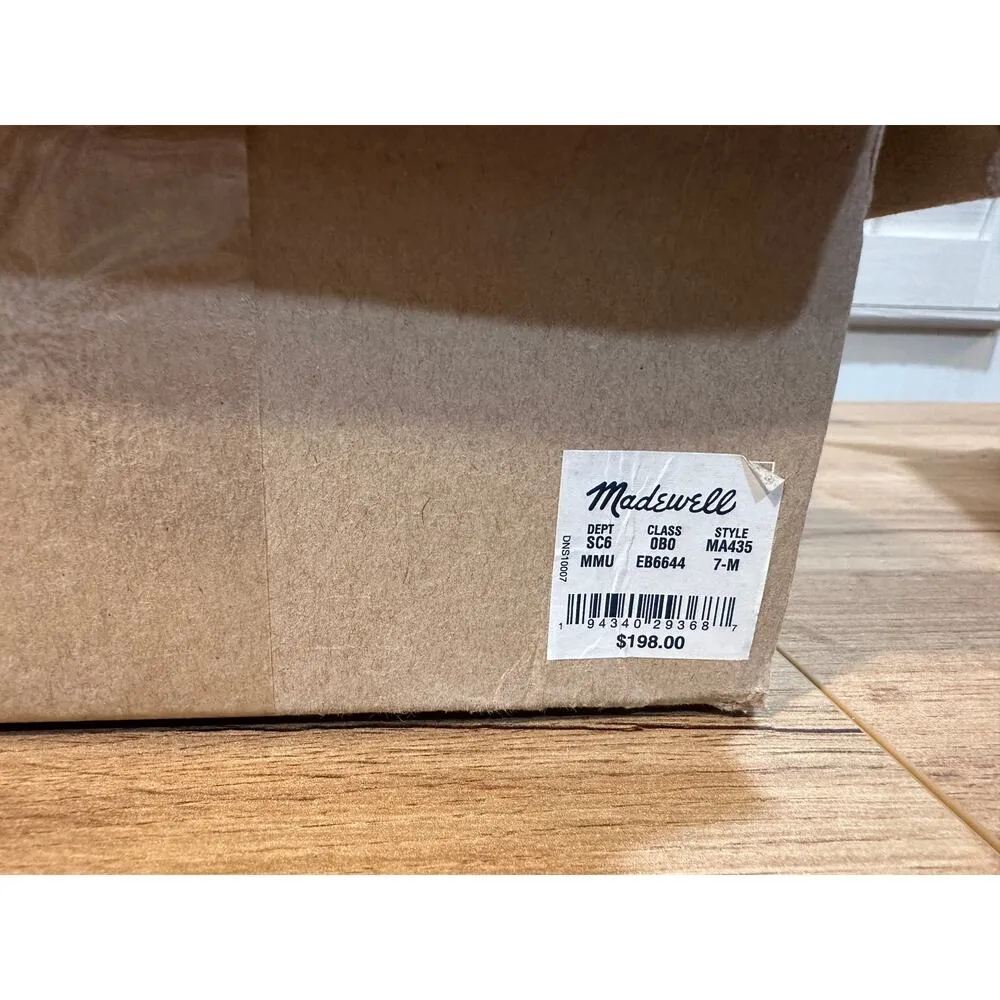 Madewell
DEPT CLASS STYLE
SC6 0B0 MA435
MMU EB6644 7-M
DNS10007
1 94340 29368 7
$198.00